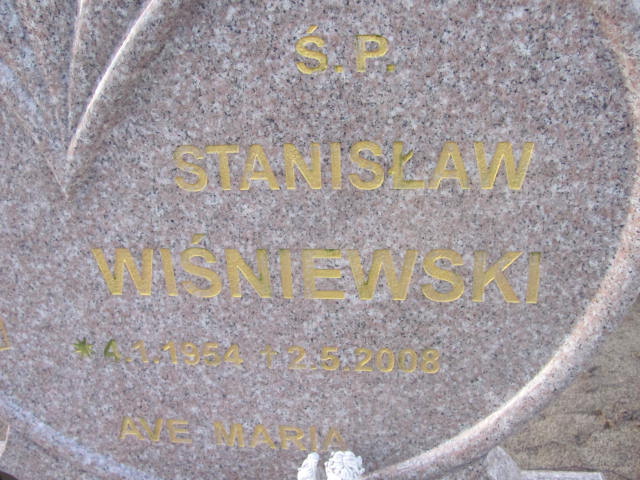 Ś.P.
STANISŁAW
WIŚNIEWSKI
* 4.1.1954 † 2.5.2008
AVE MARIA